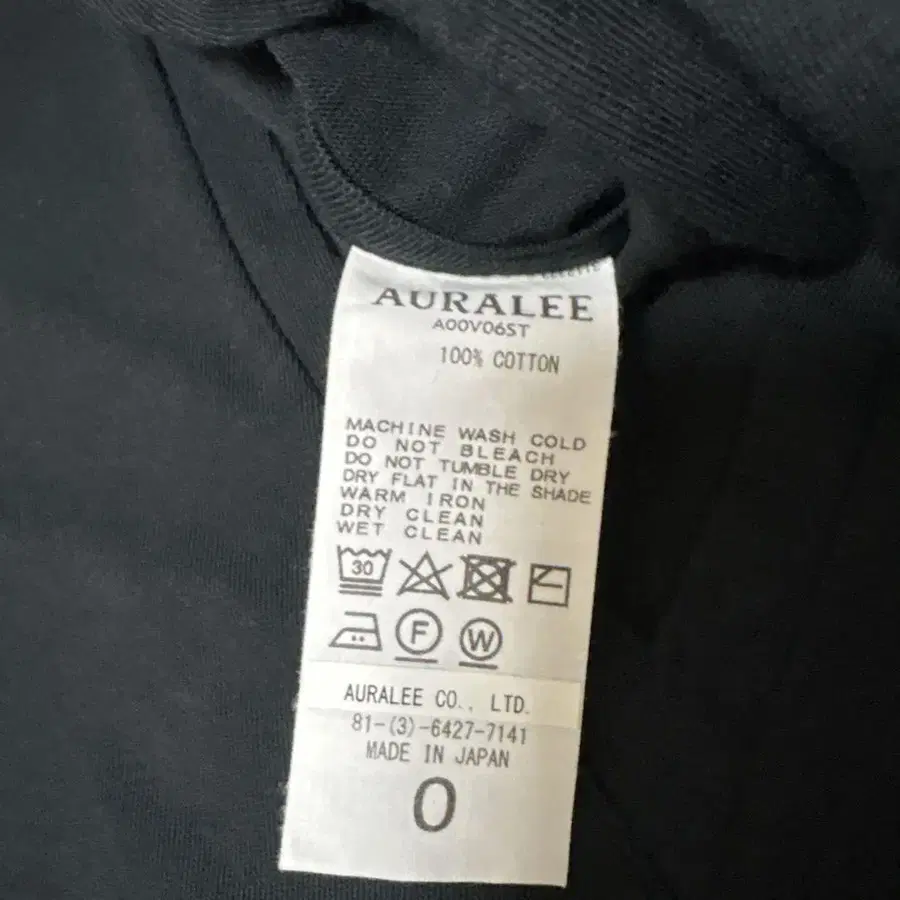 AURALEE
A00V06ST
100% COTTON
MACHINE WASH COLD
DO NOT BLEACH
DO NOT TUMBLE DRY
DRY FLAT IN THE SHADE
WARM IRON
DRY CLEAN
WET CLEAN
30
F W
AURALEE CO., LTD.
81-(3)-6427-7141
MADE IN JAPAN
0